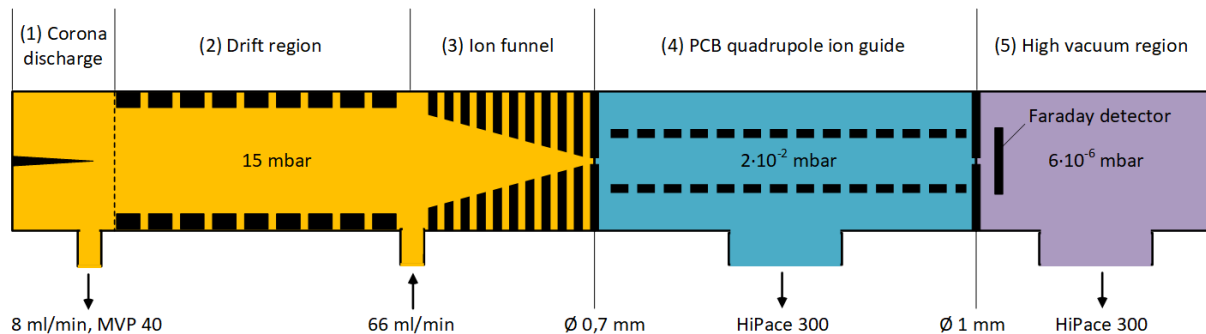 (1) Corona
discharge
(2) Drift region
(3) Ion funnel
(4) PCB quadrupole ion guide
(5) High vacuum region
Faraday detector
15 mbar
2·10⁻² mbar
6·10⁻⁶ mbar
8 ml/min, MVP 40
66 ml/min
Ø 0,7 mm
HiPace 300
Ø 1 mm
HiPace 300